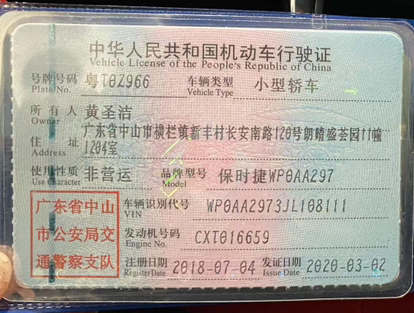 中华人民共和国机动车行驶证
Vehicle License of the People's Republic of China
号牌号码 粤T0Z966 车辆类型 小型轿车
Plate No. Vehicle Type
所有人 黄圣洁
Owner
住址 广东省中山市横栏镇新丰村长安南路120号朗晴盛荟园11幢
1204室
Address
使用性质 非营运 品牌型号 保时捷WP0AA297
Use Character Model
广东省中山
市公安局交
通警察支队
车辆识别代号 WP0AA2973JL108111
VIN
发动机号码 CXT016659
Engine No.
注册日期 2018-07-04 发证日期 2020-03-02
Register Date Issue Date